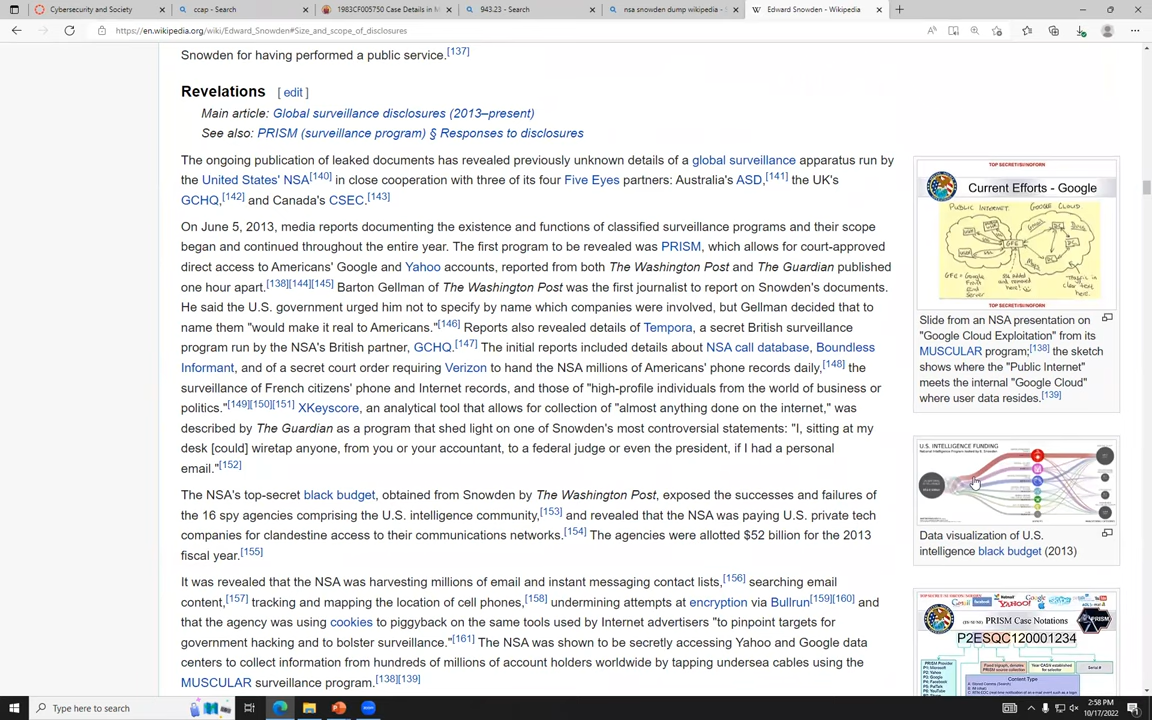 Cybersecurity and Society
ccap - Search
1983CF005750 Case Details in M
943.23 - Search
nsa snowden dump wikipedia -
Edward Snowden - Wikipedia
https://en.wikipedia.org/wiki/Edward_Snowden#Size_and_scope_of_disclosures
Snowden for having performed a public service.[137]
Revelations [ edit ]
Main article: Global surveillance disclosures (2013–present)
See also: PRISM (surveillance program) § Responses to disclosures
The ongoing publication of leaked documents has revealed previously unknown details of a global surveillance apparatus run by
the United States' NSA[140] in close cooperation with three of its four Five Eyes partners: Australia's ASD,[141] the UK's
GCHQ,[142] and Canada's CSEC.[143]
On June 5, 2013, media reports documenting the existence and functions of classified surveillance programs and their scope
began and continued throughout the entire year. The first program to be revealed was PRISM, which allows for court-approved
direct access to Americans' Google and Yahoo accounts, reported from both The Washington Post and The Guardian published
one hour apart.[138][144][145] Barton Gellman of The Washington Post was the first journalist to report on Snowden's documents.
He said the U.S. government urged him not to specify by name which companies were involved, but Gellman decided that to
name them "would make it real to Americans."[146] Reports also revealed details of Tempora, a secret British surveillance
program run by the NSA's British partner, GCHQ.[147] The initial reports included details about NSA call database, Boundless
Informant, and of a secret court order requiring Verizon to hand the NSA millions of Americans' phone records daily,[148] the
surveillance of French citizens' phone and Internet records, and those of "high-profile individuals from the world of business or
politics."[149][150][151] XKeyscore, an analytical tool that allows for collection of "almost anything done on the internet," was
described by The Guardian as a program that shed light on one of Snowden's most controversial statements: "I, sitting at my
desk [could] wiretap anyone, from you or your accountant, to a federal judge or even the president, if I had a personal
email."[152]
The NSA's top-secret black budget, obtained from Snowden by The Washington Post, exposed the successes and failures of
the 16 spy agencies comprising the U.S. intelligence community,[153] and revealed that the NSA was paying U.S. private tech
companies for clandestine access to their communications networks.[154] The agencies were allotted $52 billion for the 2013
fiscal year.[155]
It was revealed that the NSA was harvesting millions of email and instant messaging contact lists,[156] searching email
content,[157] tracking and mapping the location of cell phones,[158] undermining attempts at encryption via Bullrun[159][160] and
that the agency was using cookies to piggyback on the same tools used by Internet advertisers "to pinpoint targets for
government hacking and to bolster surveillance."[161] The NSA was shown to be secretly accessing Yahoo and Google data
centers to collect information from hundreds of millions of account holders worldwide by tapping undersea cables using the
MUSCULAR surveillance program.[138][139]
TOP SECRET//SI//NOFORN
Current Efforts - Google
PUBLIC INTERNET
GOOGLE CLOUD
GFE
TOP SECRET//SI//NOFORN
Slide from an NSA presentation on
"Google Cloud Exploitation" from its
MUSCULAR program;[138] the sketch
shows where the "Public Internet"
meets the internal "Google Cloud"
where user data resides.[139]
U.S. INTELLIGENCE FUNDING
Data visualization of U.S.
intelligence black budget (2013)
Gmail
facebook
Hotmail
YAHOO!
Google
skype
PRISM Case Notations
P2ESQC120001234
PRISM Provider
Content Type
Type here to search
2:58 PM
10/17/2022